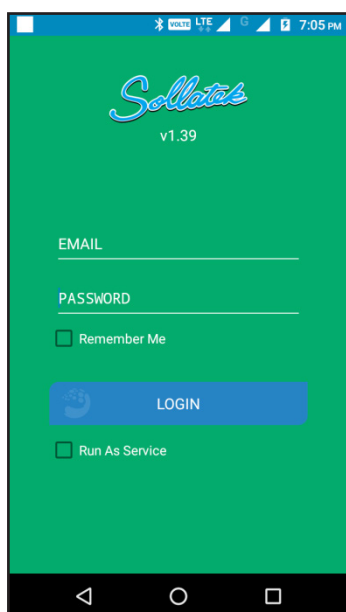 VOLTE LTE G 7:05 PM
Sollatek
v1.39
EMAIL
PASSWORD
Remember Me
LOGIN
Run As Service